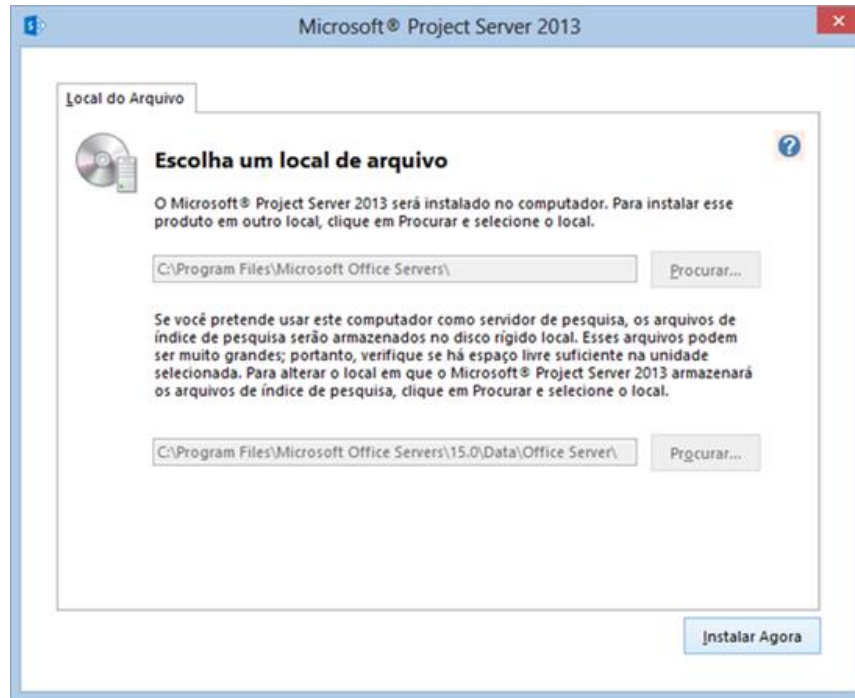 Microsoft® Project Server 2013
Local do Arquivo
Escolha um local de arquivo
O Microsoft® Project Server 2013 será instalado no computador. Para instalar esse
produto em outro local, clique em Procurar e selecione o local.
C:\Program Files\Microsoft Office Servers\
Procurar...
Se você pretende usar este computador como servidor de pesquisa, os arquivos de
índice de pesquisa serão armazenados no disco rígido local. Esses arquivos podem
ser muito grandes; portanto, verifique se há espaço livre suficiente na unidade
selecionada. Para alterar o local em que o Microsoft® Project Server 2013 armazenará
os arquivos de índice de pesquisa, clique em Procurar e selecione o local.
C:\Program Files\Microsoft Office Servers\15.0\Data\Office Server\
Procurar...
Instalar Agora